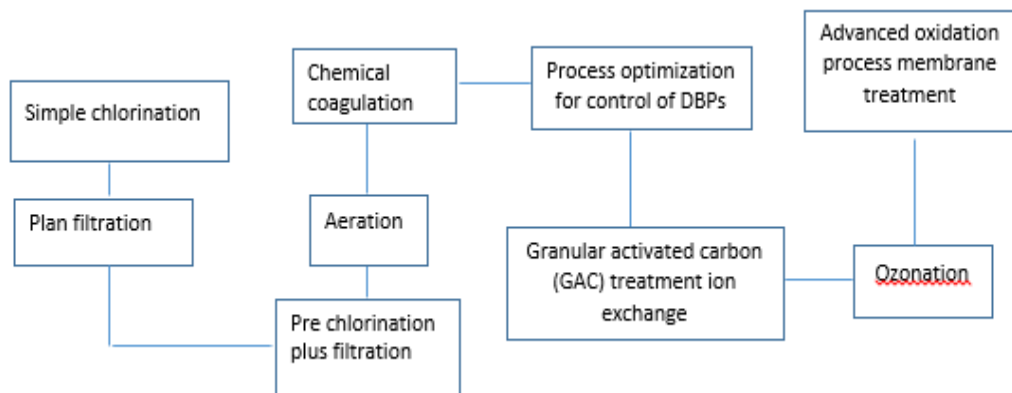 Simple chlorination
Plan filtration
Pre chlorination
plus filtration
Aeration
Chemical
coagulation
Process optimization
for control of DBPs
Granular activated carbon
(GAC) treatment ion
exchange
Ozonation
Advanced oxidation
process membrane
treatment